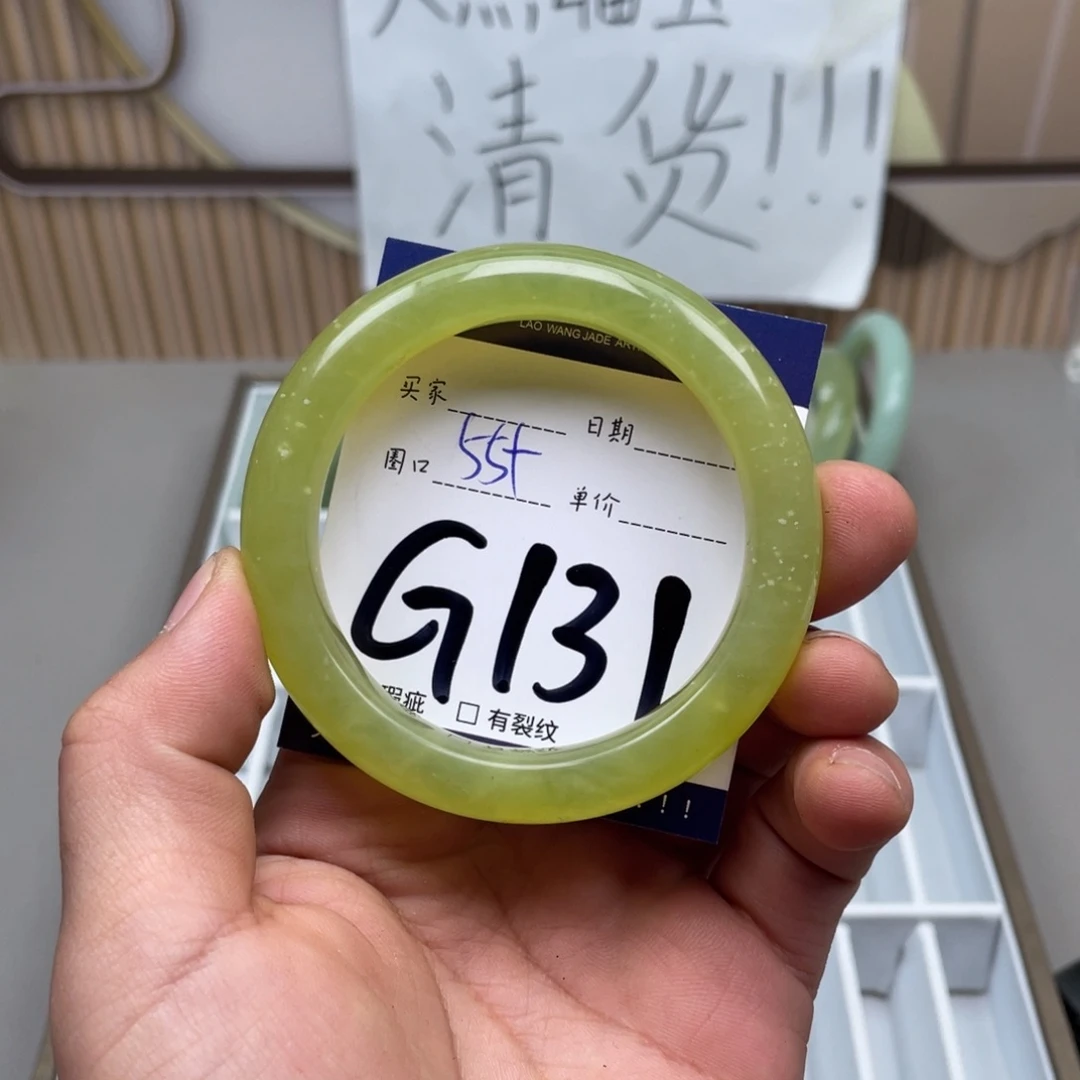 清货!!!
LAO WANG JADE ART
买家 日期
圈口 55+ 单价
G131
瑕疵 □ 有裂纹
!!